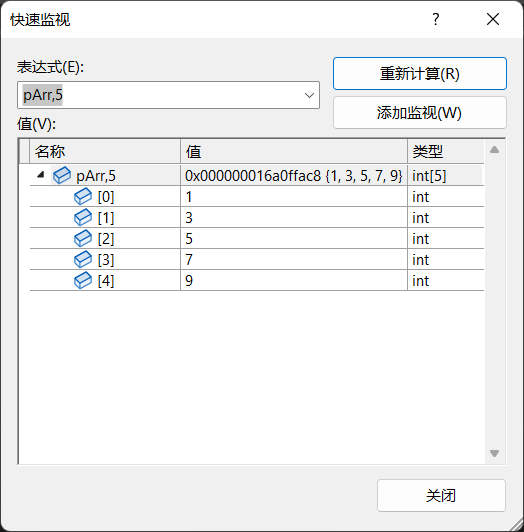 快速监视
?
表达式(E):
重新计算(R)
pArr,5
添加监视(W)
值(V):
名称 值 类型
pArr,5 0x000000016a0ffac8 {1, 3, 5, 7, 9} int[5]
[0] 1 int
[1] 3 int
[2] 5 int
[3] 7 int
[4] 9 int
关闭